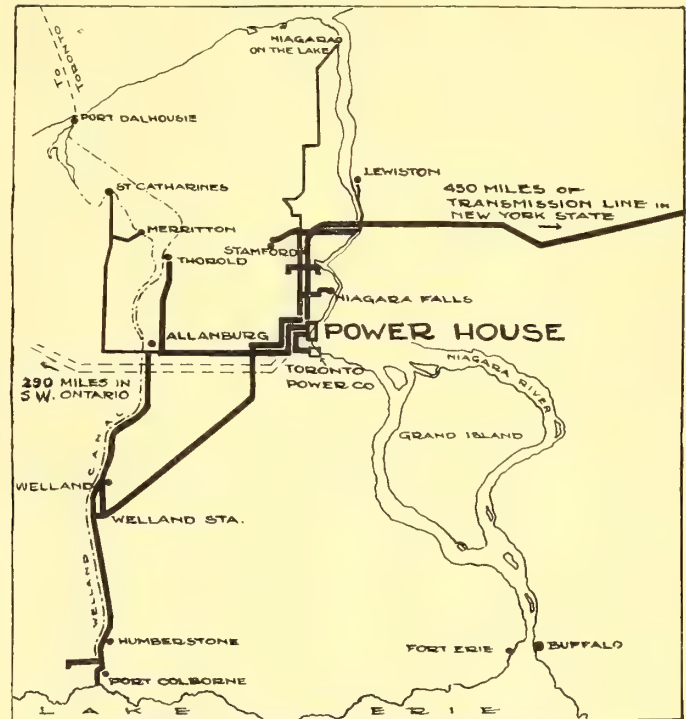 NIAGARA
ON THE LAKE
TO
TORONTO
PORT DALHOUSIE
LEWISTON
ST CATHARINES
450 MILES OF
TRANSMISSION LINE IN
NEW YORK STATE
MERRITTON
STAMFORD
THOROLD
NIAGARA FALLS
ALLANBURG
POWER HOUSE
TORONTO
POWER CO
NIAGARA
RIVER
290 MILES IN
S.W. ONTARIO
GRAND ISLAND
CANAL
WELLAND
WELLAND STA.
WELLAND
HUMBERSTONE
FORT ERIE
BUFFALO
PORT COLBORNE
LAKE ERIE